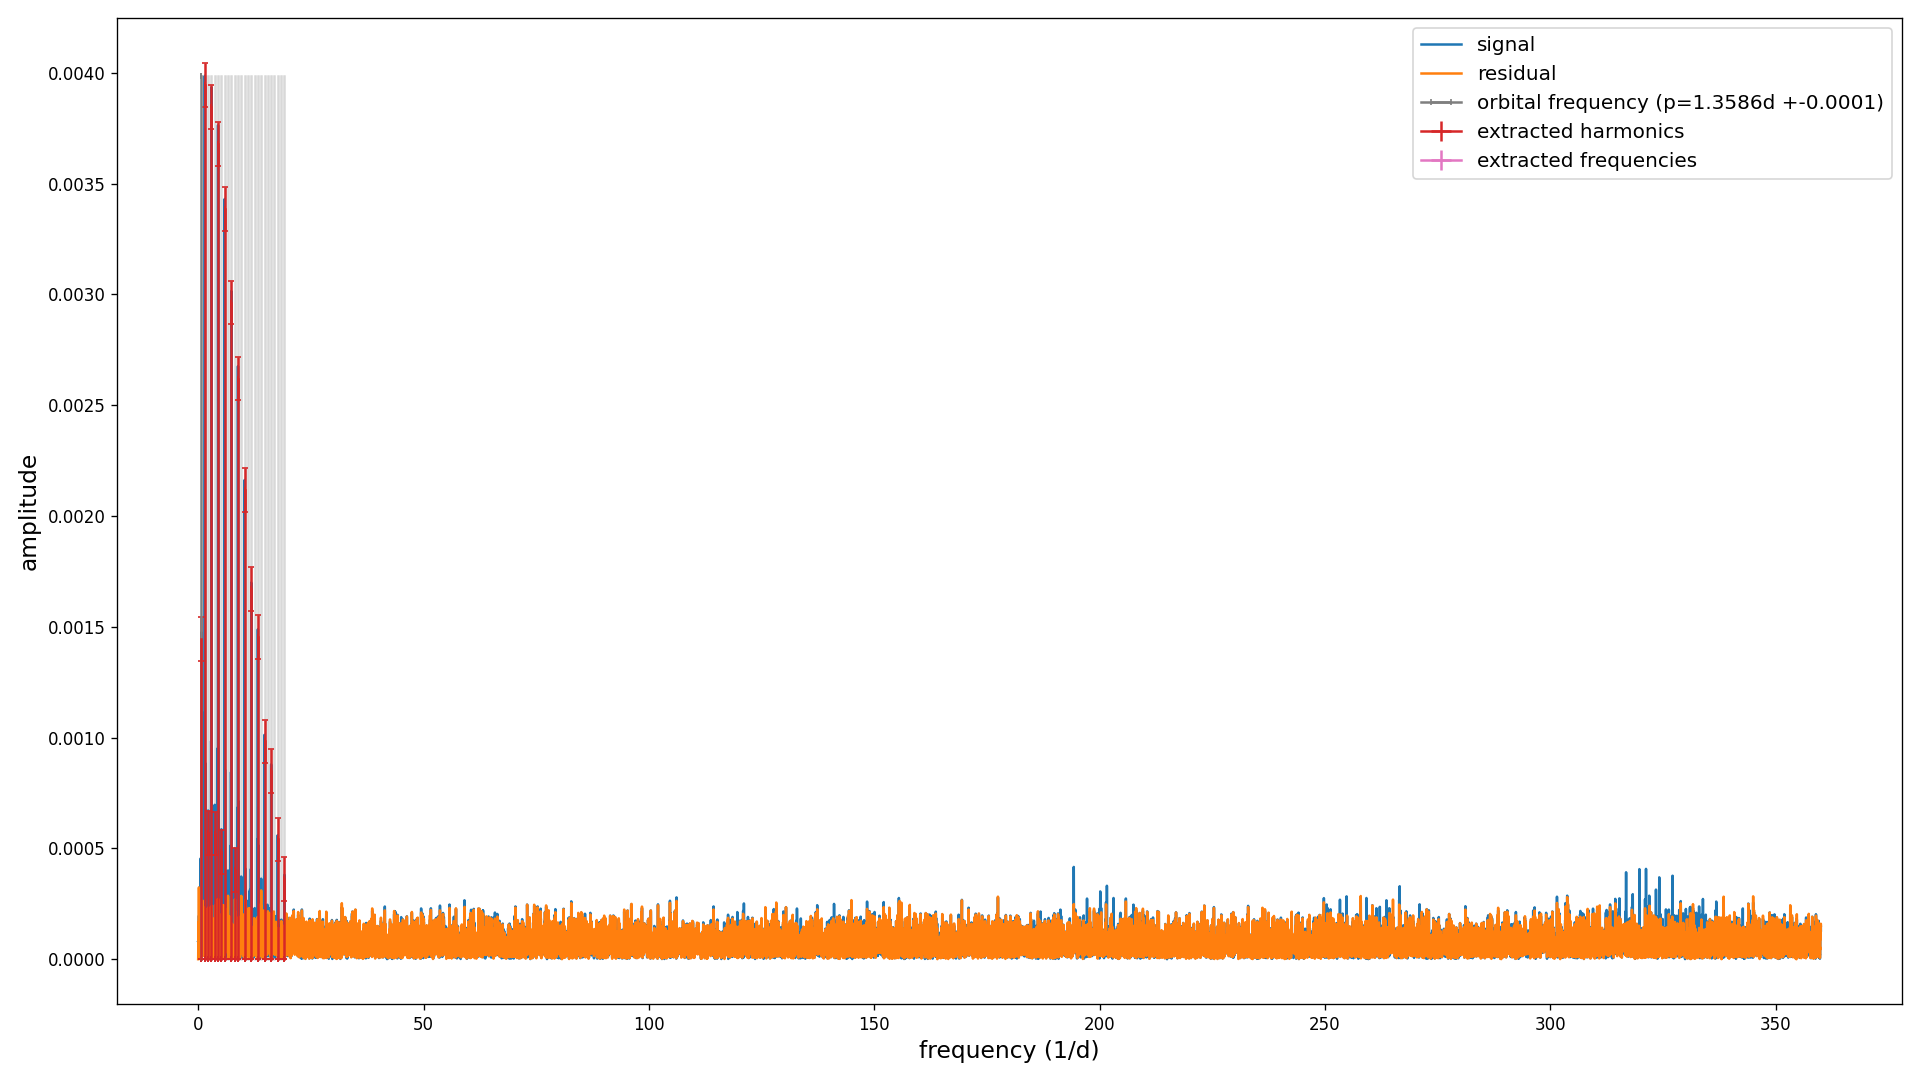 signal
residual
orbital frequency (p=1.3586d +-0.0001)
extracted harmonics
extracted frequencies
0.0040
0.0035
0.0030
0.0025
0.0020
0.0015
0.0010
0.0005
0.0000
amplitude
0 50 100 150 200 250 300 350
frequency (1/d)